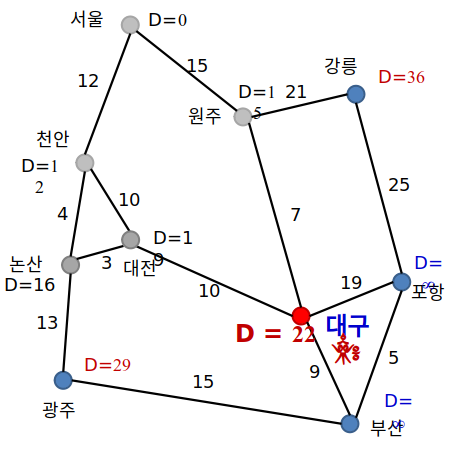 서울
D=0
12
15
강릉
D=36
D=1
5
21
원주
천안
D=1
2
10
25
4
7
D=1
9
대전
논산
D=16
3
10
19
D=
∞
포항
D = 22
대구
13
D=29
9
5
15
D=
∞
광주
부산